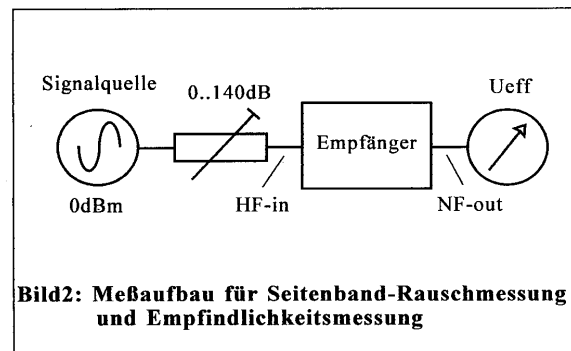 Signalquelle
0..140dB
Ueff
Empfänger
0dBm
HF-in
NF-out
Bild2: Meßaufbau für Seitenband-Rauschmessung
und Empfindlichkeitsmessung